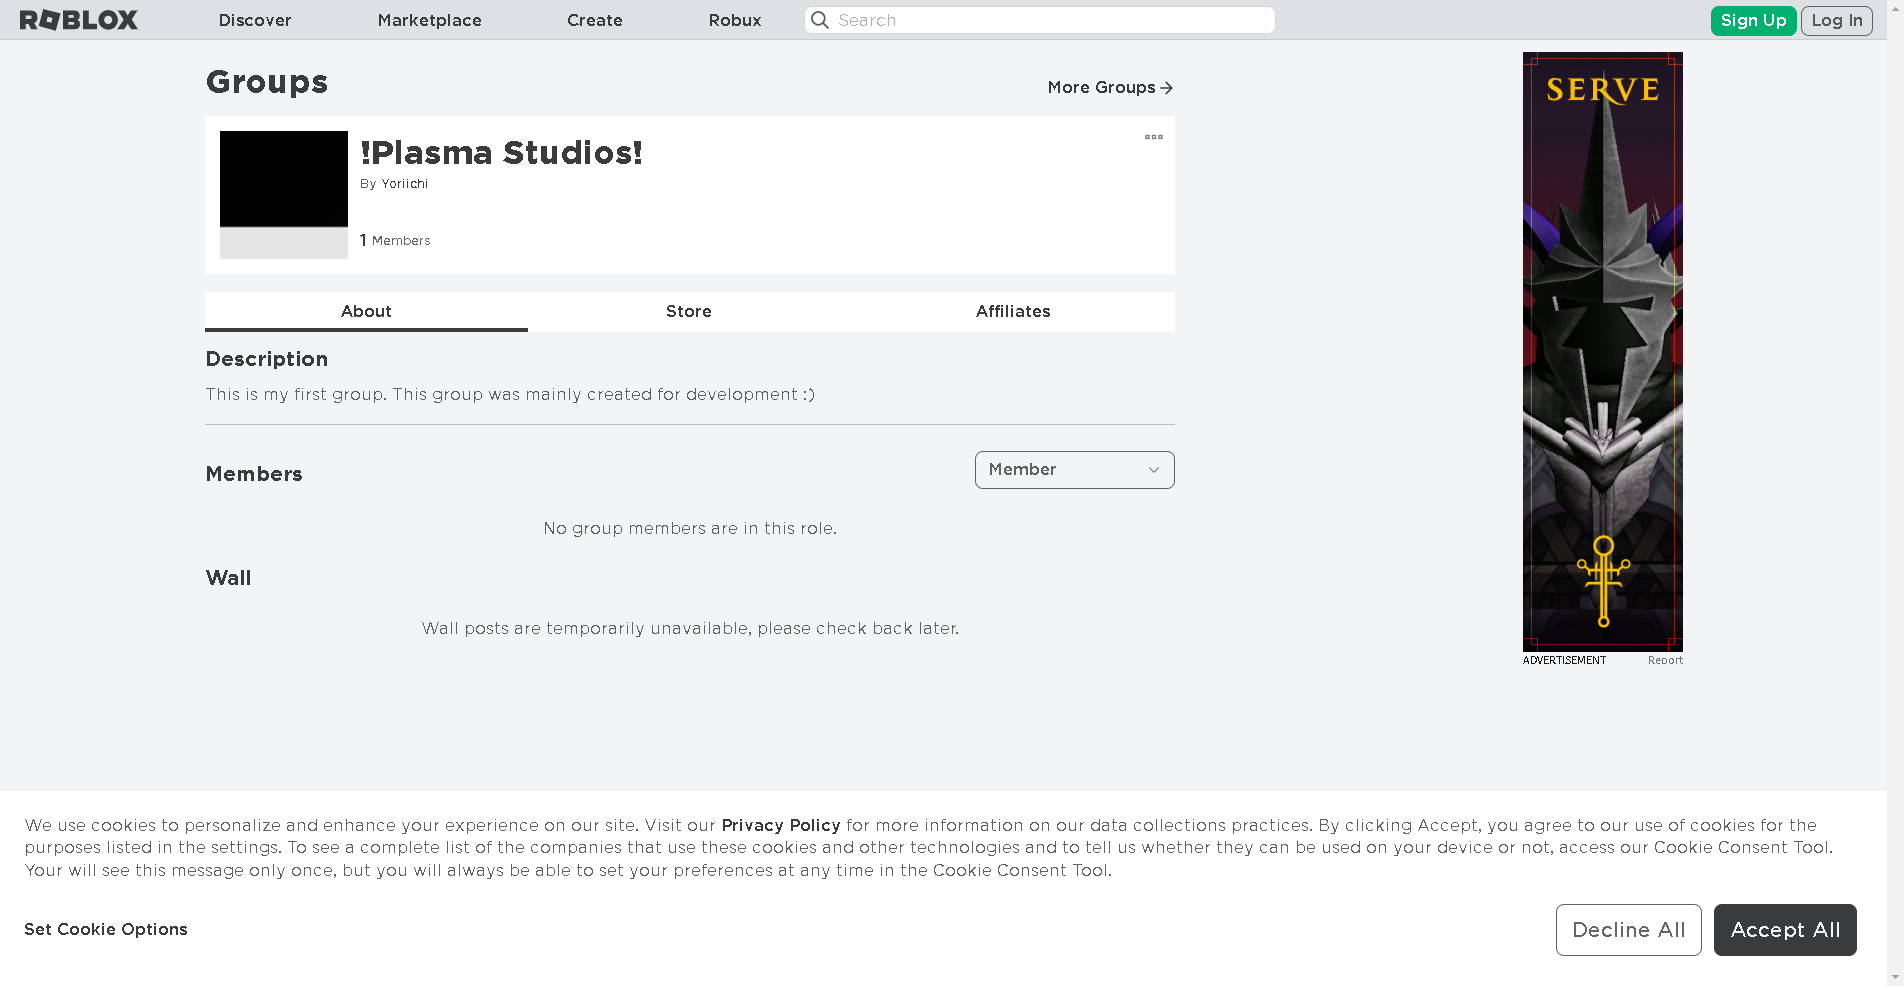 ROBLOX Discover Marketplace Create Robux Search Sign Up Log In
Groups More Groups
!Plasma Studios!
By Yoriichi
1 Members
About Store Affiliates
Description
This is my first group. This group was mainly created for development :)
Members Member
No group members are in this role.
Wall
Wall posts are temporarily unavailable, please check back later.
SERVE
ADVERTISEMENT Report
We use cookies to personalize and enhance your experience on our site. Visit our Privacy Policy for more information on our data collections practices. By clicking Accept, you agree to our use of cookies for the
purposes listed in the settings. To see a complete list of the companies that use these cookies and other technologies and to tell us whether they can be used on your device or not, access our Cookie Consent Tool.
Your will see this message only once, but you will always be able to set your preferences at any time in the Cookie Consent Tool.
Set Cookie Options Decline All Accept All